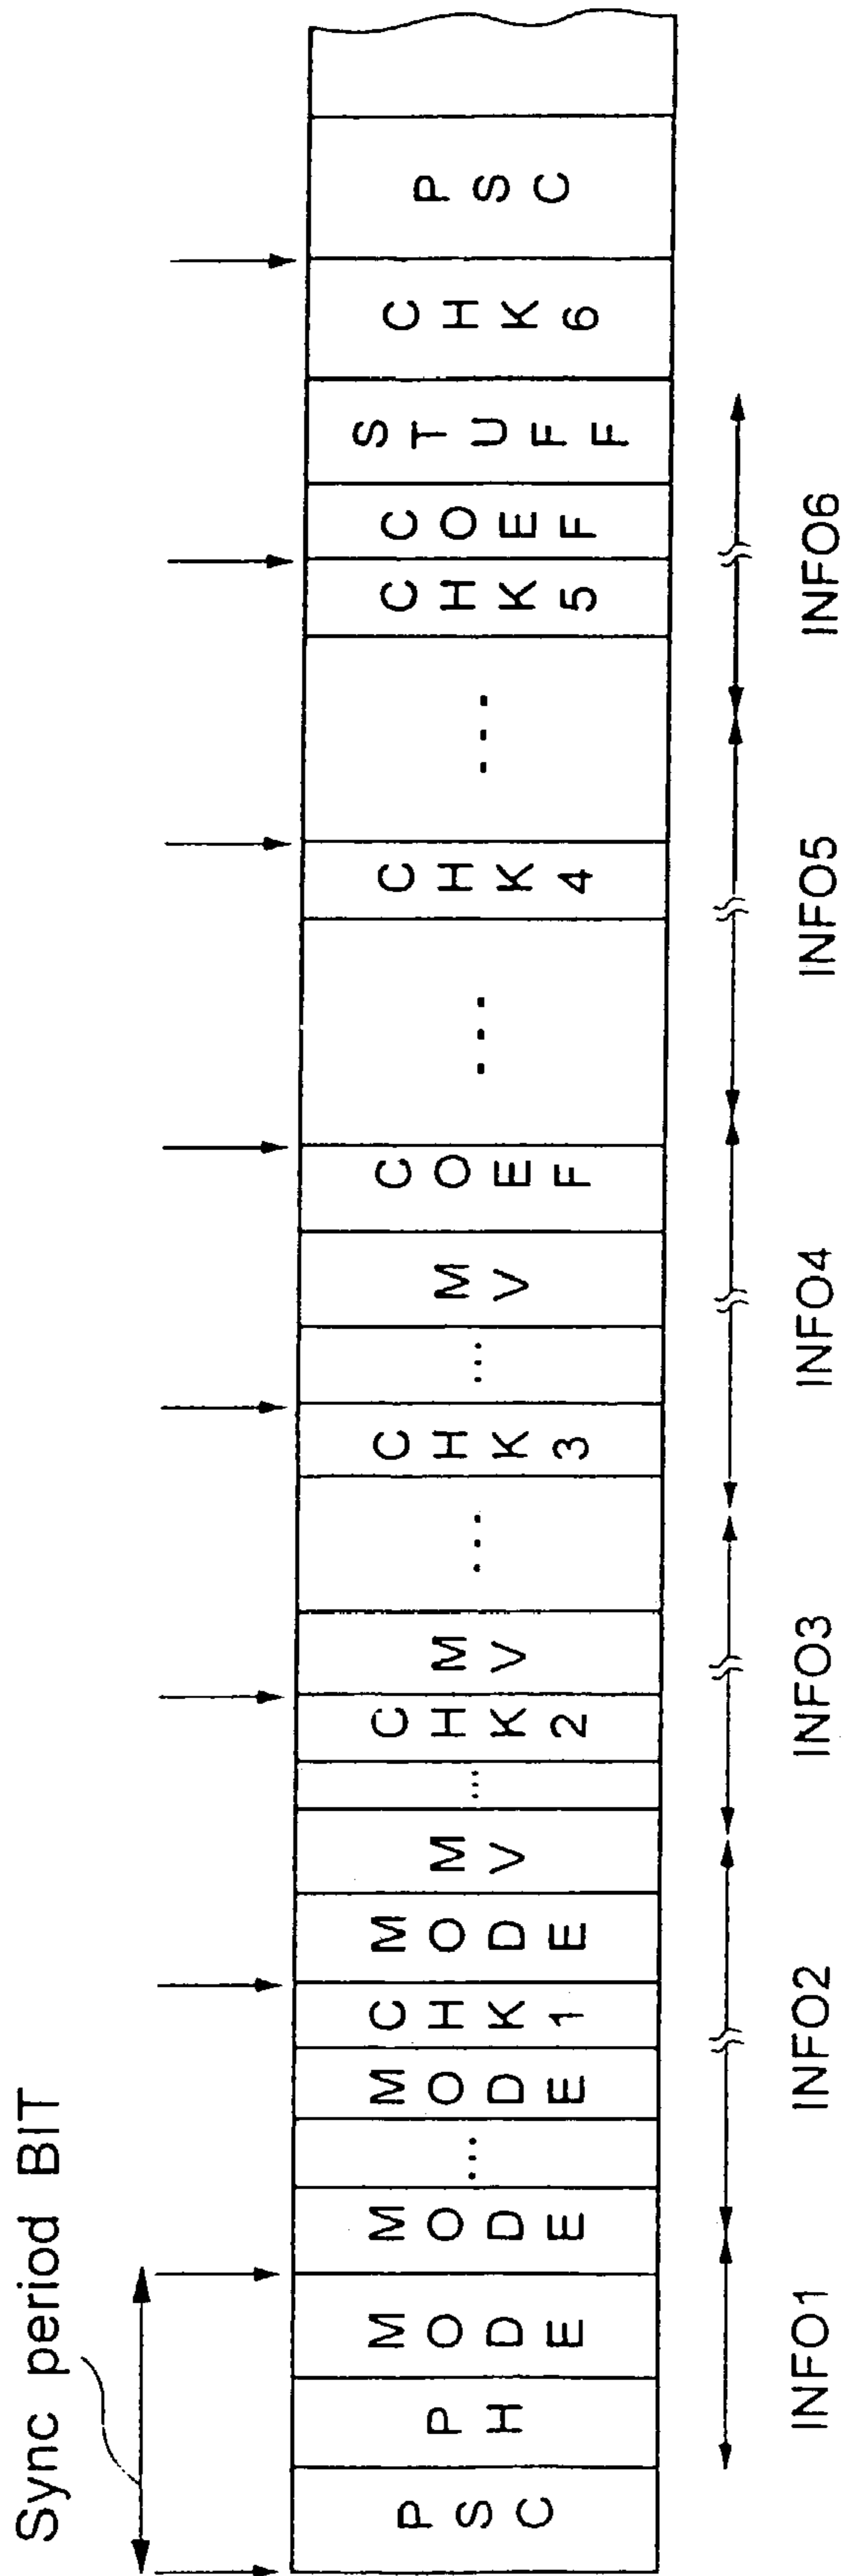 Sync period BIT
PSC
PH
MODE
MODE
...
MODE
CHK1
MODE
MV
...
CHK2
MV
...
CHK3
...
MV
COEF
...
CHK4
...
CHK5
COEF
STUFF
CHK6
PSC
INFO1
INFO2
INFO3
INFO4
INFO5
INFO6